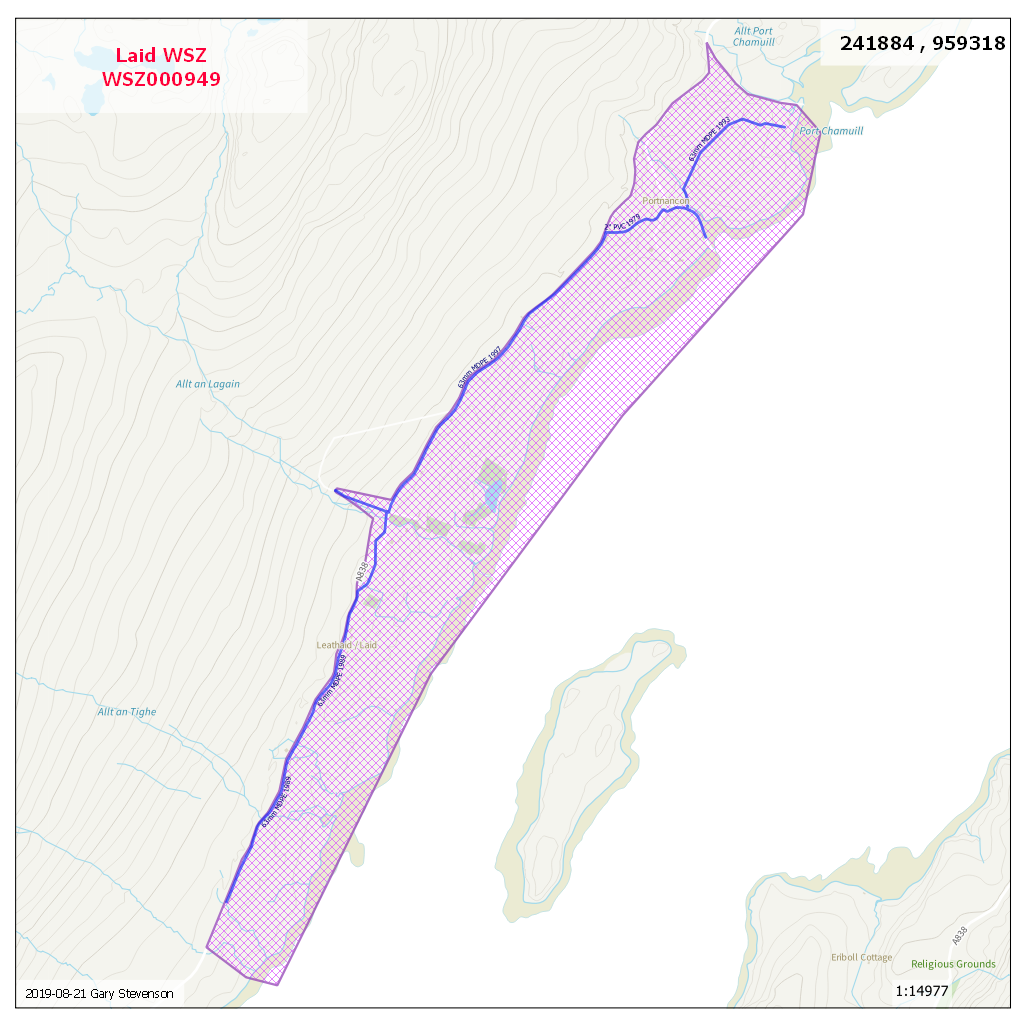 Laid WSZ
WSZ000949
Allt Port
Chamuill
241884 , 959318
63mm MDPE 1993
Port Chamuill
Portnancon
2" PVC 1979
63mm MDPE 1997
Allt an Lagain
A838
Leathaid / Laid
63mm MDPE 1989
Allt an Tighe
63mm MDPE 1989
A838
Eriboll Cottage
Religious Grounds
2019-08-21 Gary Stevenson
1:14977